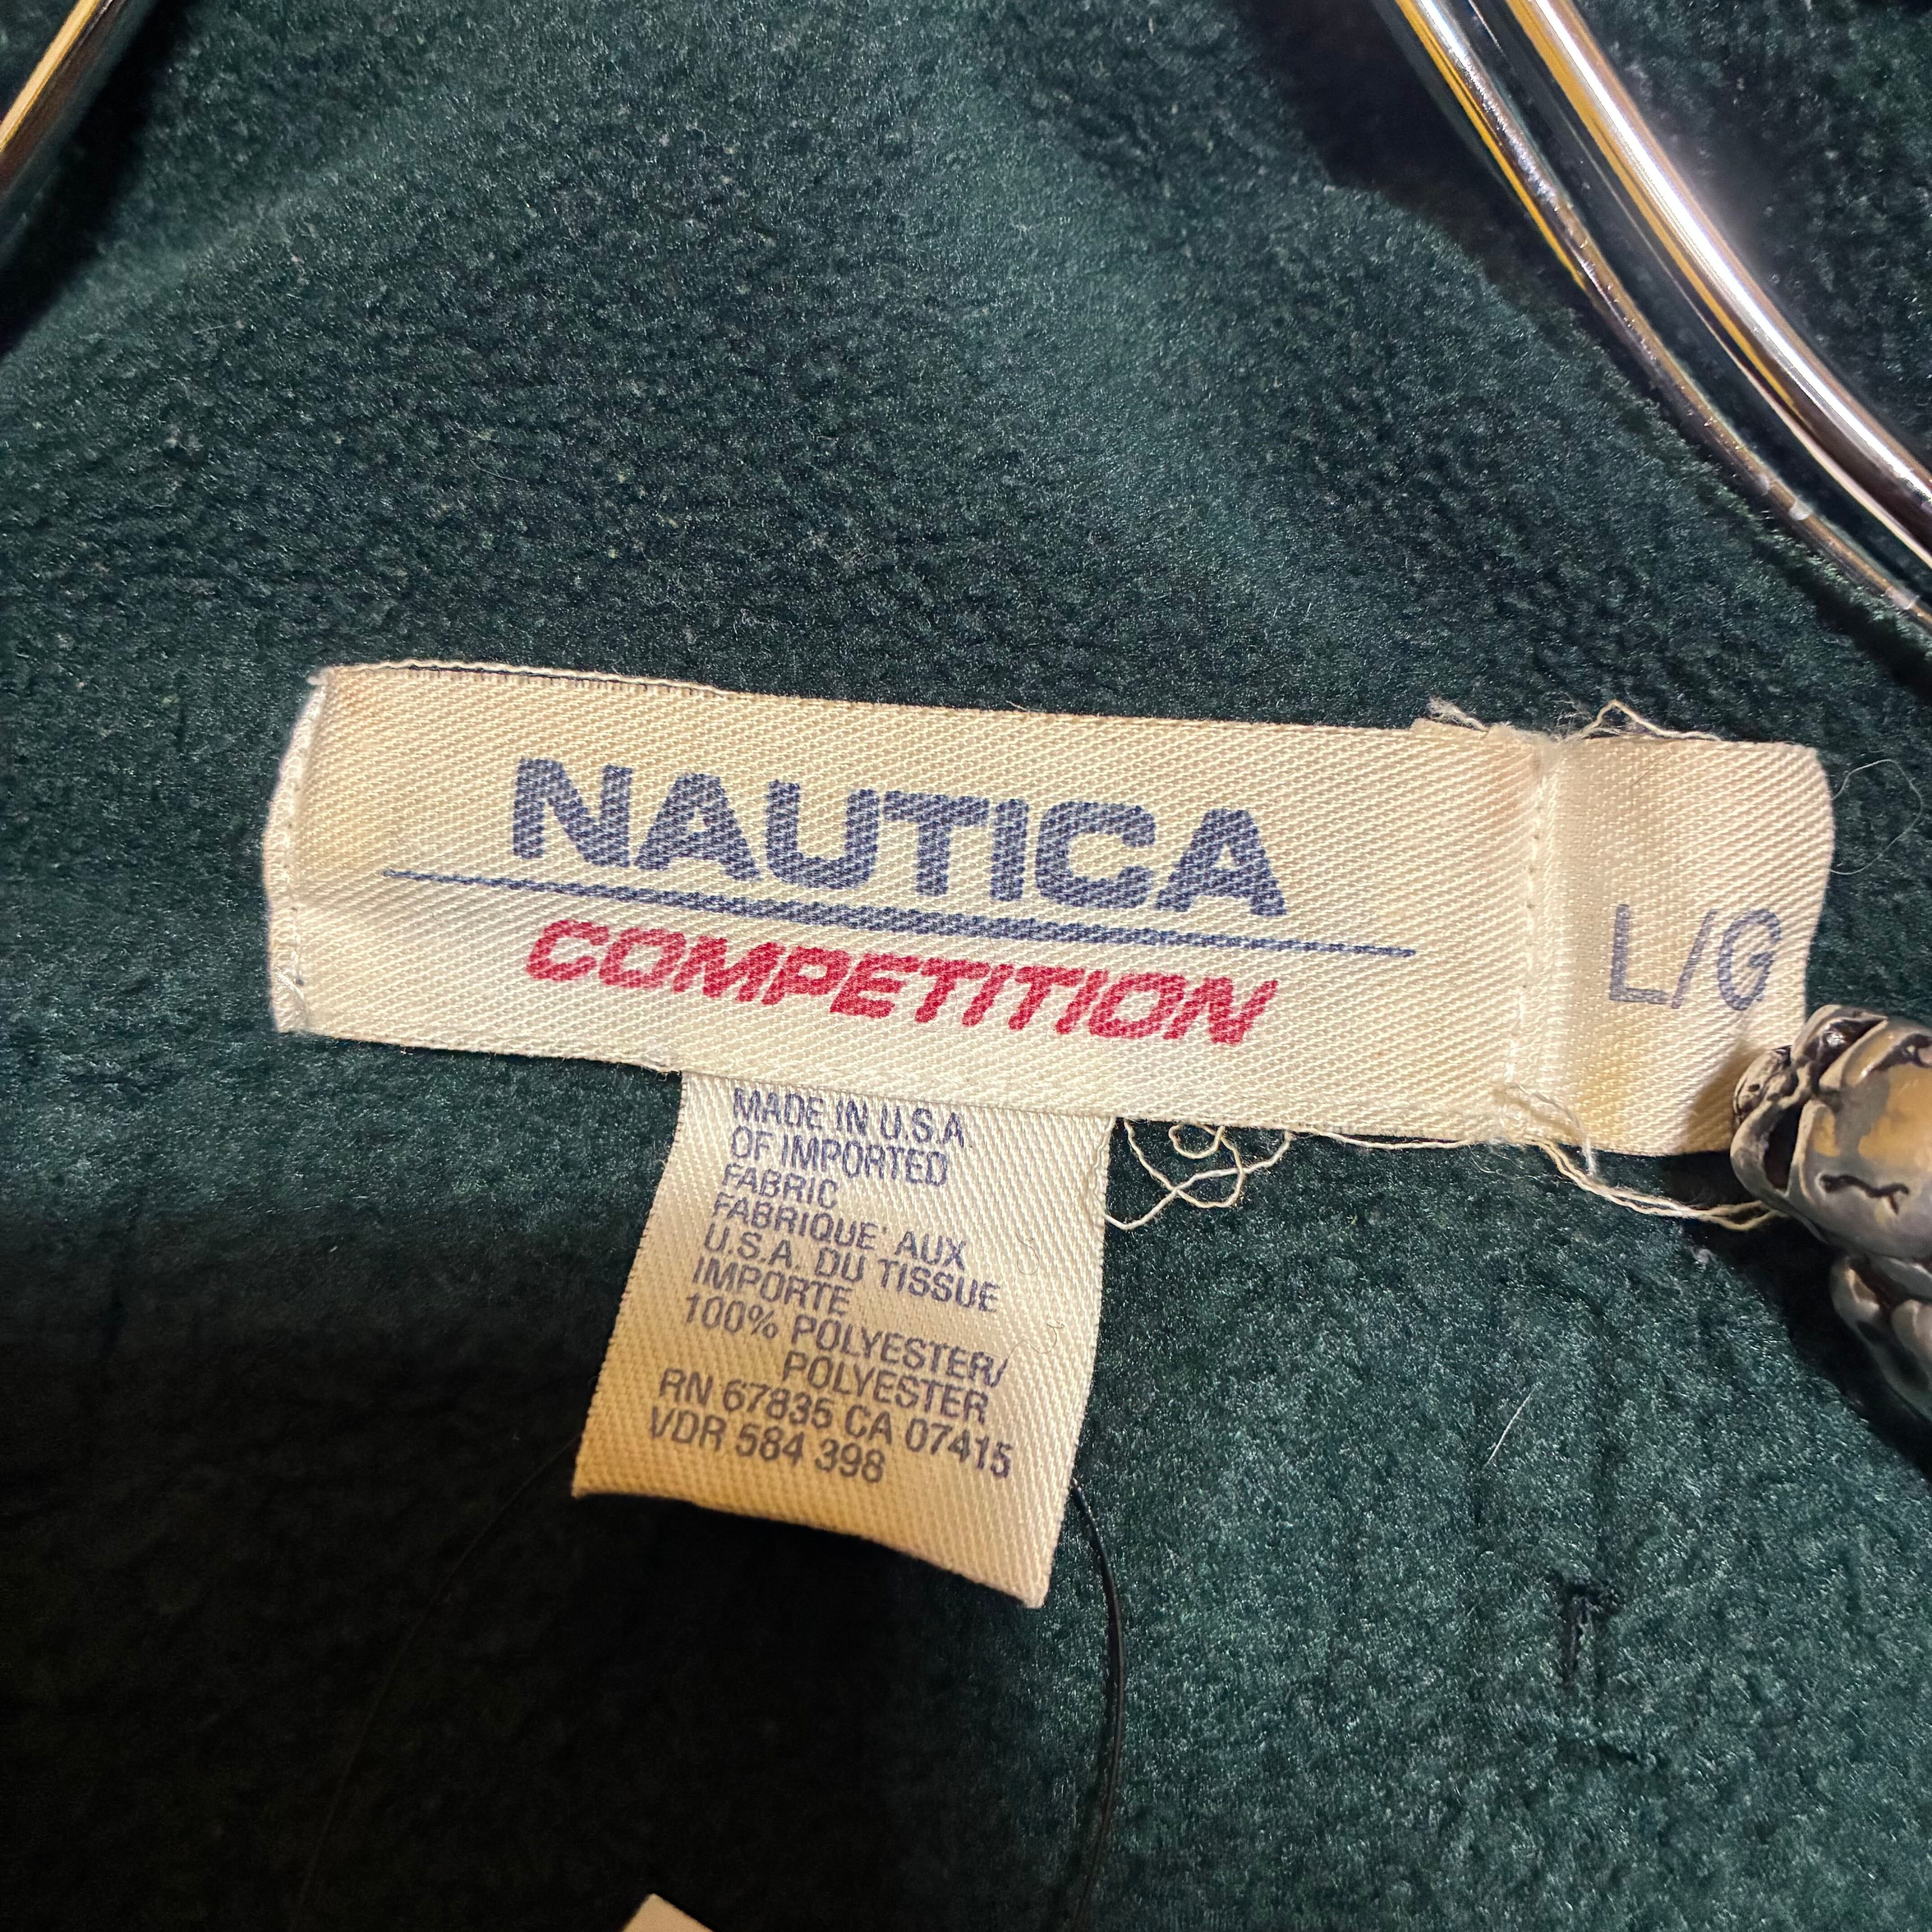 NAUTICA
COMPETITION
L/G
MADE IN U.S.A.
OF IMPORTED
FABRIC
FABRIQUE' AUX
U.S.A. DU TISSUE
IMPORTE
100% POLYESTER/
POLYESTER
RN 67835 CA 07415
VDR 584 398